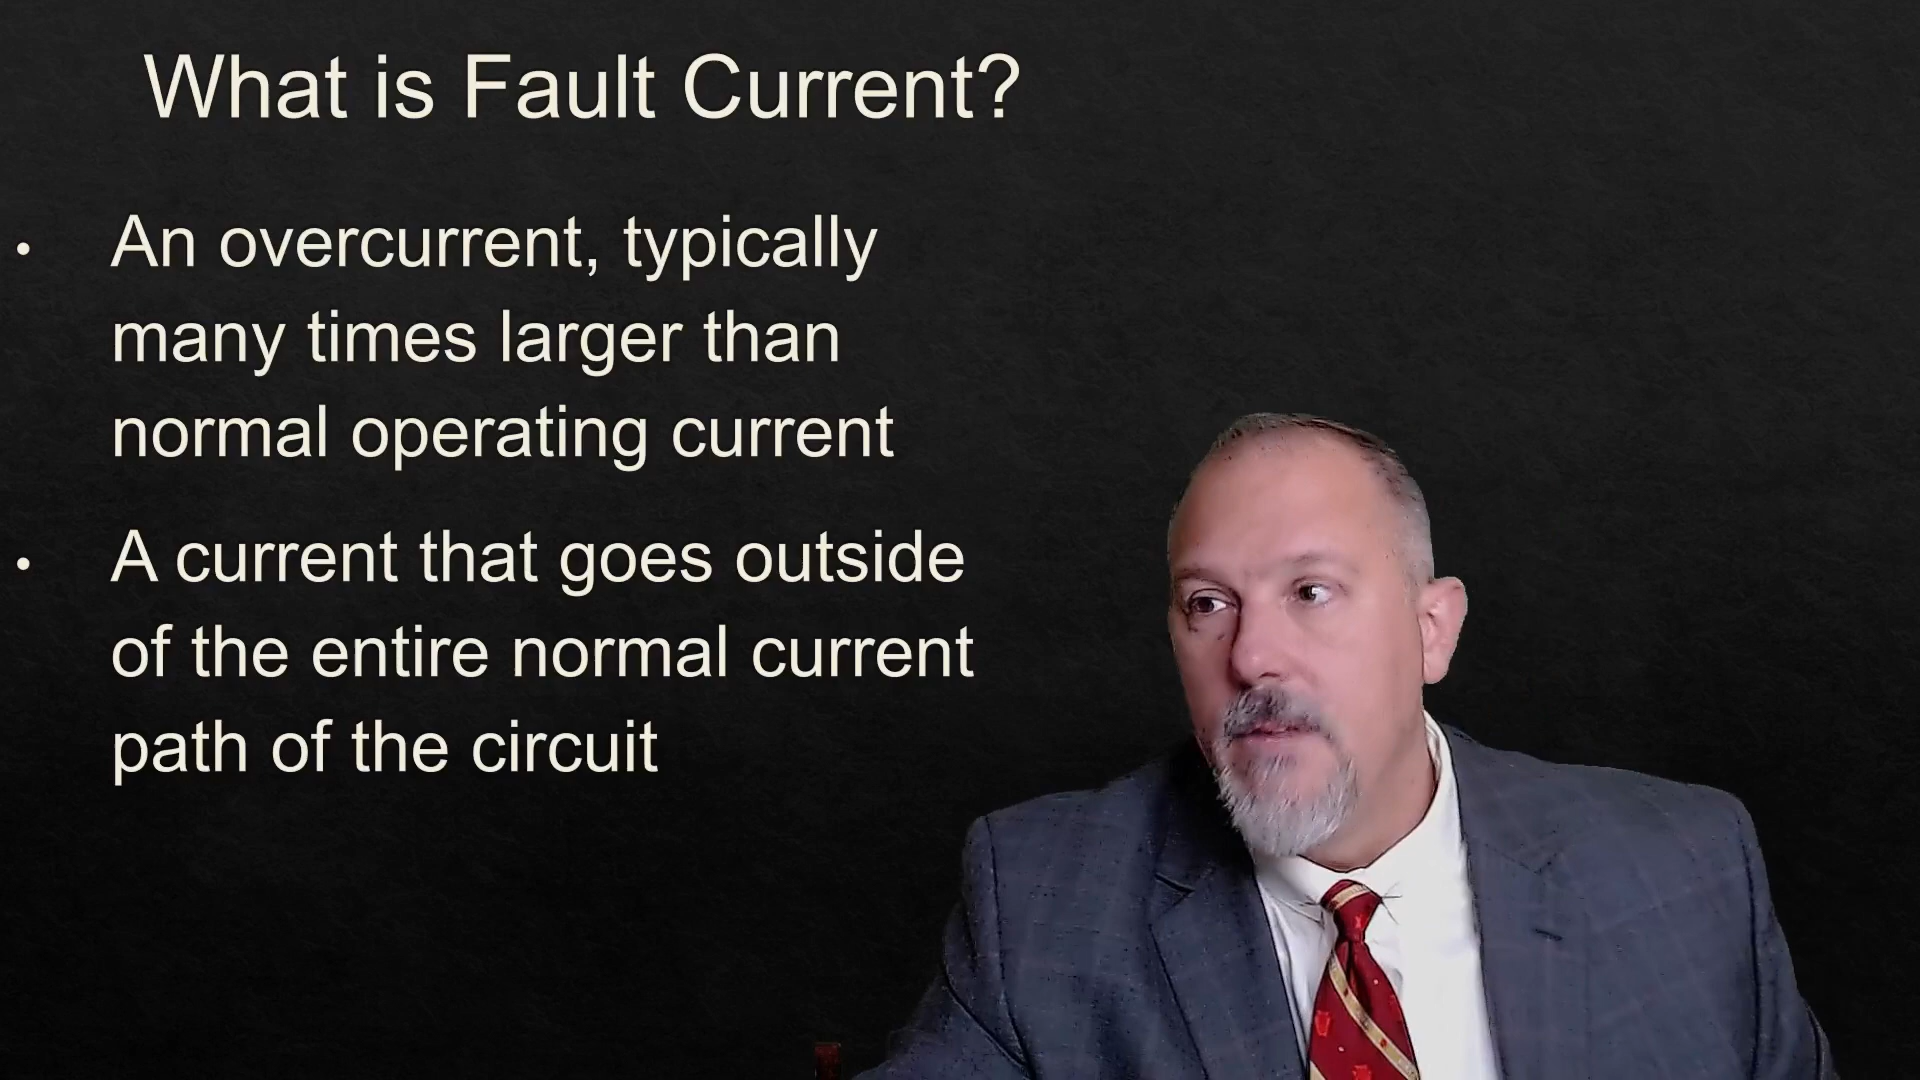 What is Fault Current?
• An overcurrent, typically
many times larger than
normal operating current
• A current that goes outside
of the entire normal current
path of the circuit